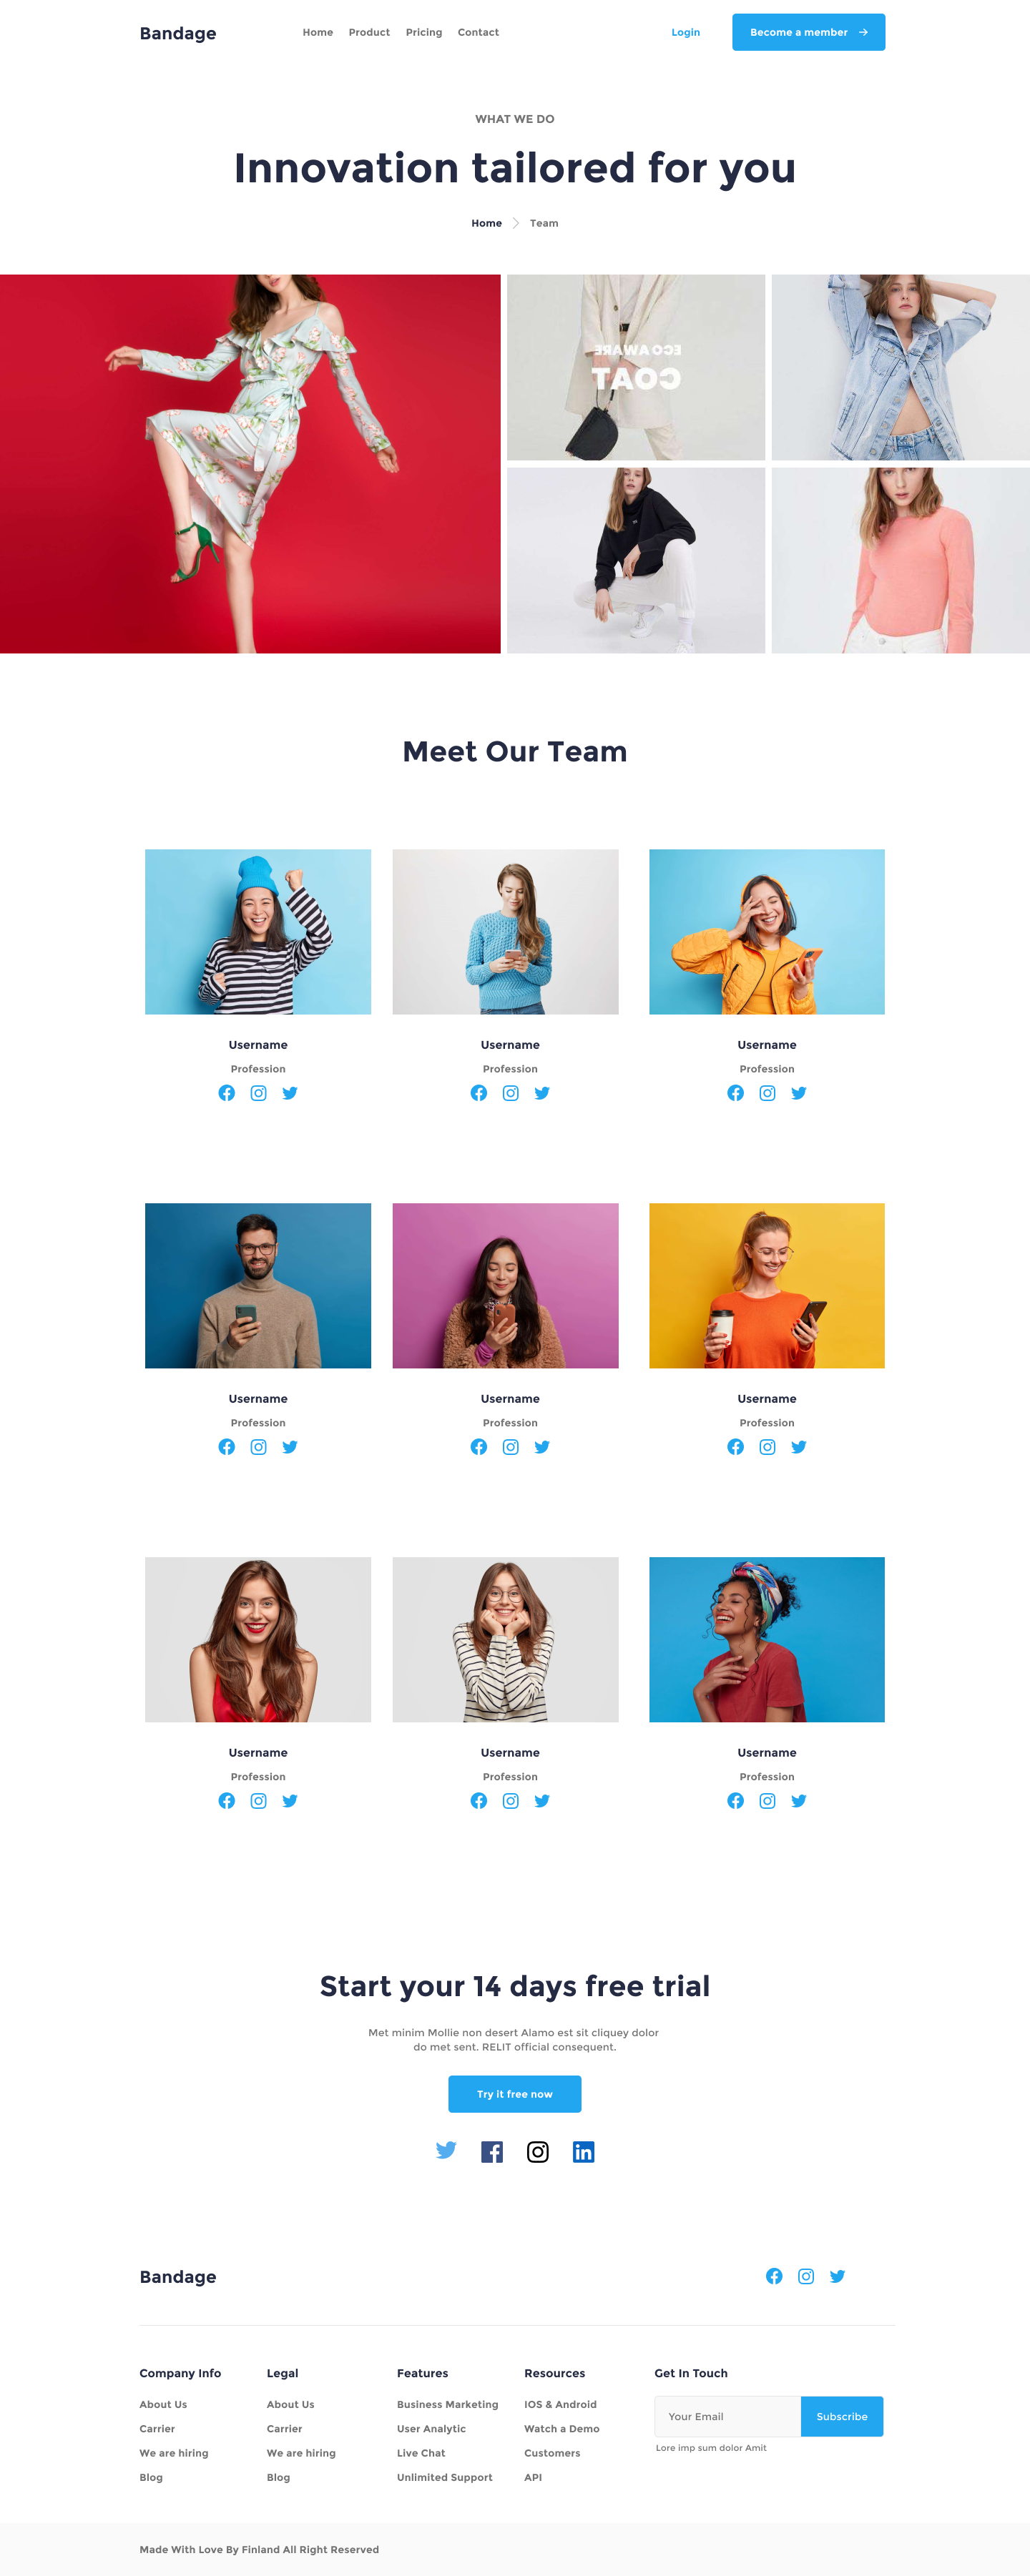 Bandage
Home Product Pricing Contact
Login
Become a member
WHAT WE DO
Innovation tailored for you
Home Team
ECO AWARE
COAT
Meet Our Team
Username Username Username
Profession Profession Profession
Username Username Username
Profession Profession Profession
Username Username Username
Profession Profession Profession
Start your 14 days free trial
Met minim Mollie non desert Alamo est sit cliquey dolor
do met sent. RELIT official consequent.
Try it free now
in
Bandage
Company Info
About Us
Carrier
We are hiring
Blog
Legal
About Us
Carrier
We are hiring
Blog
Features
Business Marketing
User Analytic
Live Chat
Unlimited Support
Resources
IOS & Android
Watch a Demo
Customers
API
Get In Touch
Your Email
Subscribe
Lore imp sum dolor Amit
Made With Love By Finland All Right Reserved